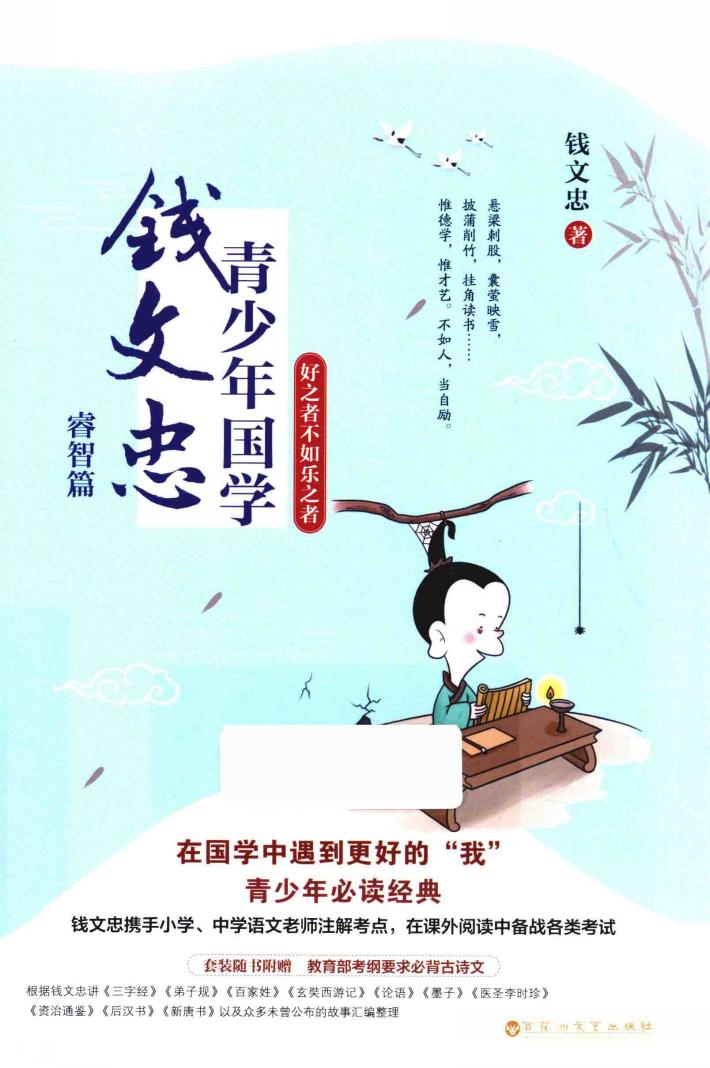 钱文忠 著
悬梁刺股，囊萤映雪，
披蒲削竹，挂角读书……
惟德学，惟才艺。不如人，当自励。
钱文忠
青少年国学
睿智篇
好之者不如乐之者
在国学中遇到更好的“我”
青少年必读经典
钱文忠携手小学、中学语文老师注解考点，在课外阅读中备战各类考试
套装随书附赠 教育部考纲要求必背古诗文
根据钱文忠讲《三字经》《弟子规》《百家姓》《玄奘西游记》《论语》《墨子》《医圣李时珍》
《资治通鉴》《后汉书》《新唐书》以及众多未曾公布的故事汇编整理
百花洲文艺出版社